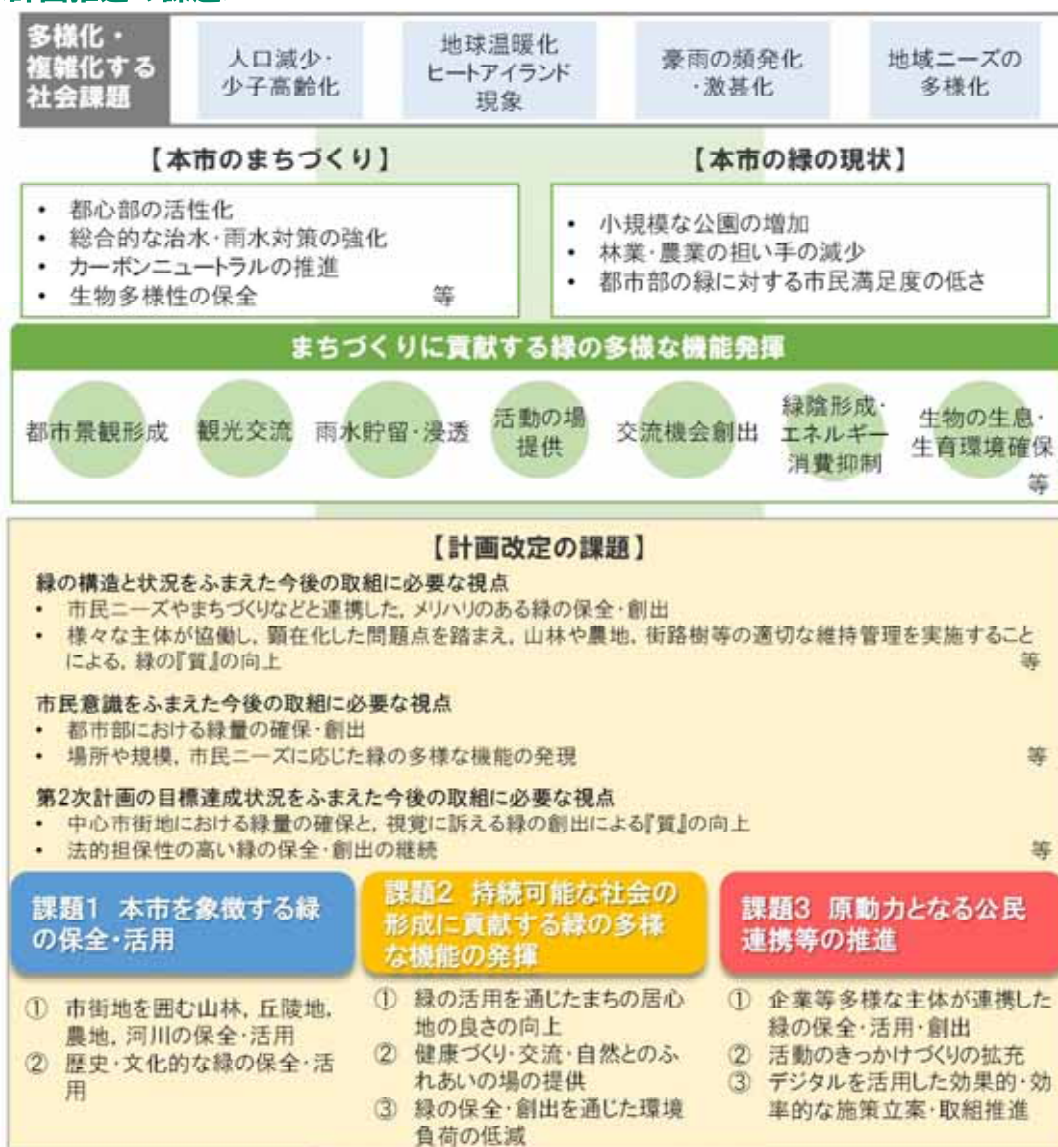 多様化・
複雑化する
社会課題
人口減少・
少子高齢化
地球温暖化
ヒートアイランド
現象
豪雨の頻発化
・激甚化
地域ニーズの
多様化
【本市のまちづくり】
• 都心部の活性化
• 総合的な治水・雨水対策の強化
• カーボンニュートラルの推進
• 生物多様性の保全 等
【本市の緑の現状】
• 小規模な公園の増加
• 林業・農業の担い手の減少
• 都市部の緑に対する市民満足度の低さ
まちづくりに貢献する緑の多様な機能発揮
都市景観形成
観光交流
雨水貯留・浸透
活動の場
提供
交流機会創出
緑陰形成・
エネルギー
消費抑制
生物の生息・
生育環境確保
等
【計画改定の課題】
緑の構造と状況をふまえた今後の取組に必要な視点
• 市民ニーズやまちづくりなどと連携した，メリハリのある緑の保全・創出
• 様々な主体が協働し，顕在化した問題点を踏まえ，山林や農地，街路樹等の適切な維持管理を実施すること
による，緑の『質』の向上 等
市民意識をふまえた今後の取組に必要な視点
• 都市部における緑量の確保・創出
• 場所や規模，市民ニーズに応じた緑の多様な機能の発現 等
第2次計画の目標達成状況をふまえた今後の取組に必要な視点
• 中心市街地における緑量の確保と，視覚に訴える緑の創出による『質』の向上
• 法的担保性の高い緑の保全・創出の継続 等
課題1 本市を象徴する緑
の保全・活用
① 市街地を囲む山林，丘陵地，
農地，河川の保全・活用
② 歴史・文化的な緑の保全・活
用
課題2 持続可能な社会の
形成に貢献する緑の多様
な機能の発揮
① 緑の活用を通じたまちの居心
地の良さの向上
② 健康づくり・交流・自然とのふ
れあいの場の提供
③ 緑の保全・創出を通じた環境
負荷の低減
課題3 原動力となる公民
連携等の推進
① 企業等多様な主体が連携した
緑の保全・活用・創出
② 活動のきっかけづくりの拡充
③ デジタルを活用した効果的・効
率的な施策立案・取組推進